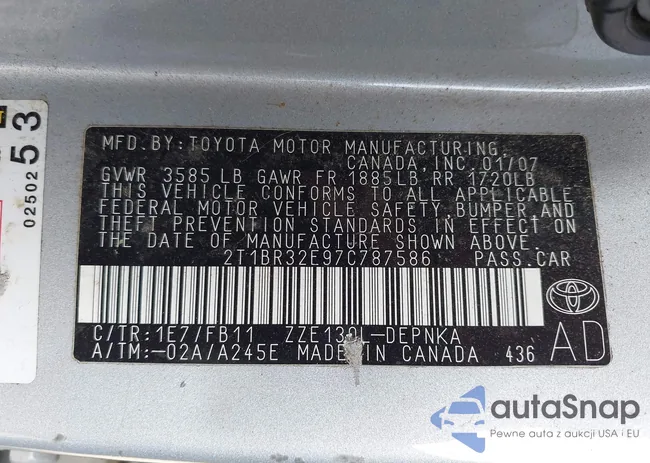 MFD.BY:TOYOTA MOTOR MANUFACTURING.
CANADA, INC. 01/07
GVWR 3585 LB GAWR FR 1885LB, RR 1720LB
THIS VEHICLE CONFORMS TO ALL APPLICABLE
FEDERAL MOTOR VEHICLE SAFETY, BUMPER, AND
THEFT PREVENTION STANDARDS IN EFFECT ON
THE DATE OF MANUFACTURE SHOWN ABOVE.
2T1BR32E97C787586 PASS.CAR
C/TR:1E7/FB11 ZZE130L-DEPNKA
A/TM:-02A/A245E MADE IN CANADA 436
AD
02502
53
autaSnap
Pewne auta z aukcji USA i EU